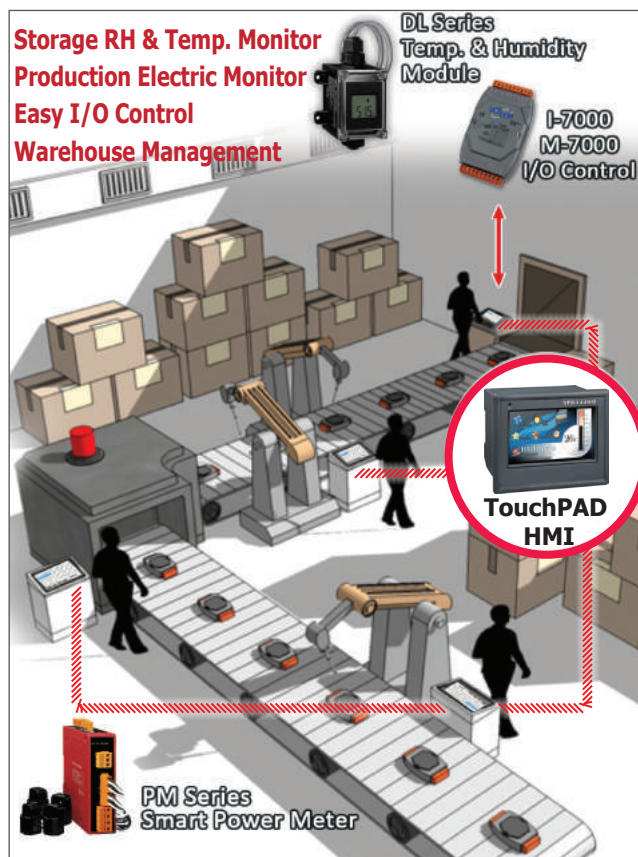 Storage RH & Temp. Monitor
Production Electric Monitor
Easy I/O Control
Warehouse Management
DL Series
Temp. & Humidity
Module
I-7000
M-7000
I/O Control
TouchPAD
HMI
PM Series
Smart Power Meter